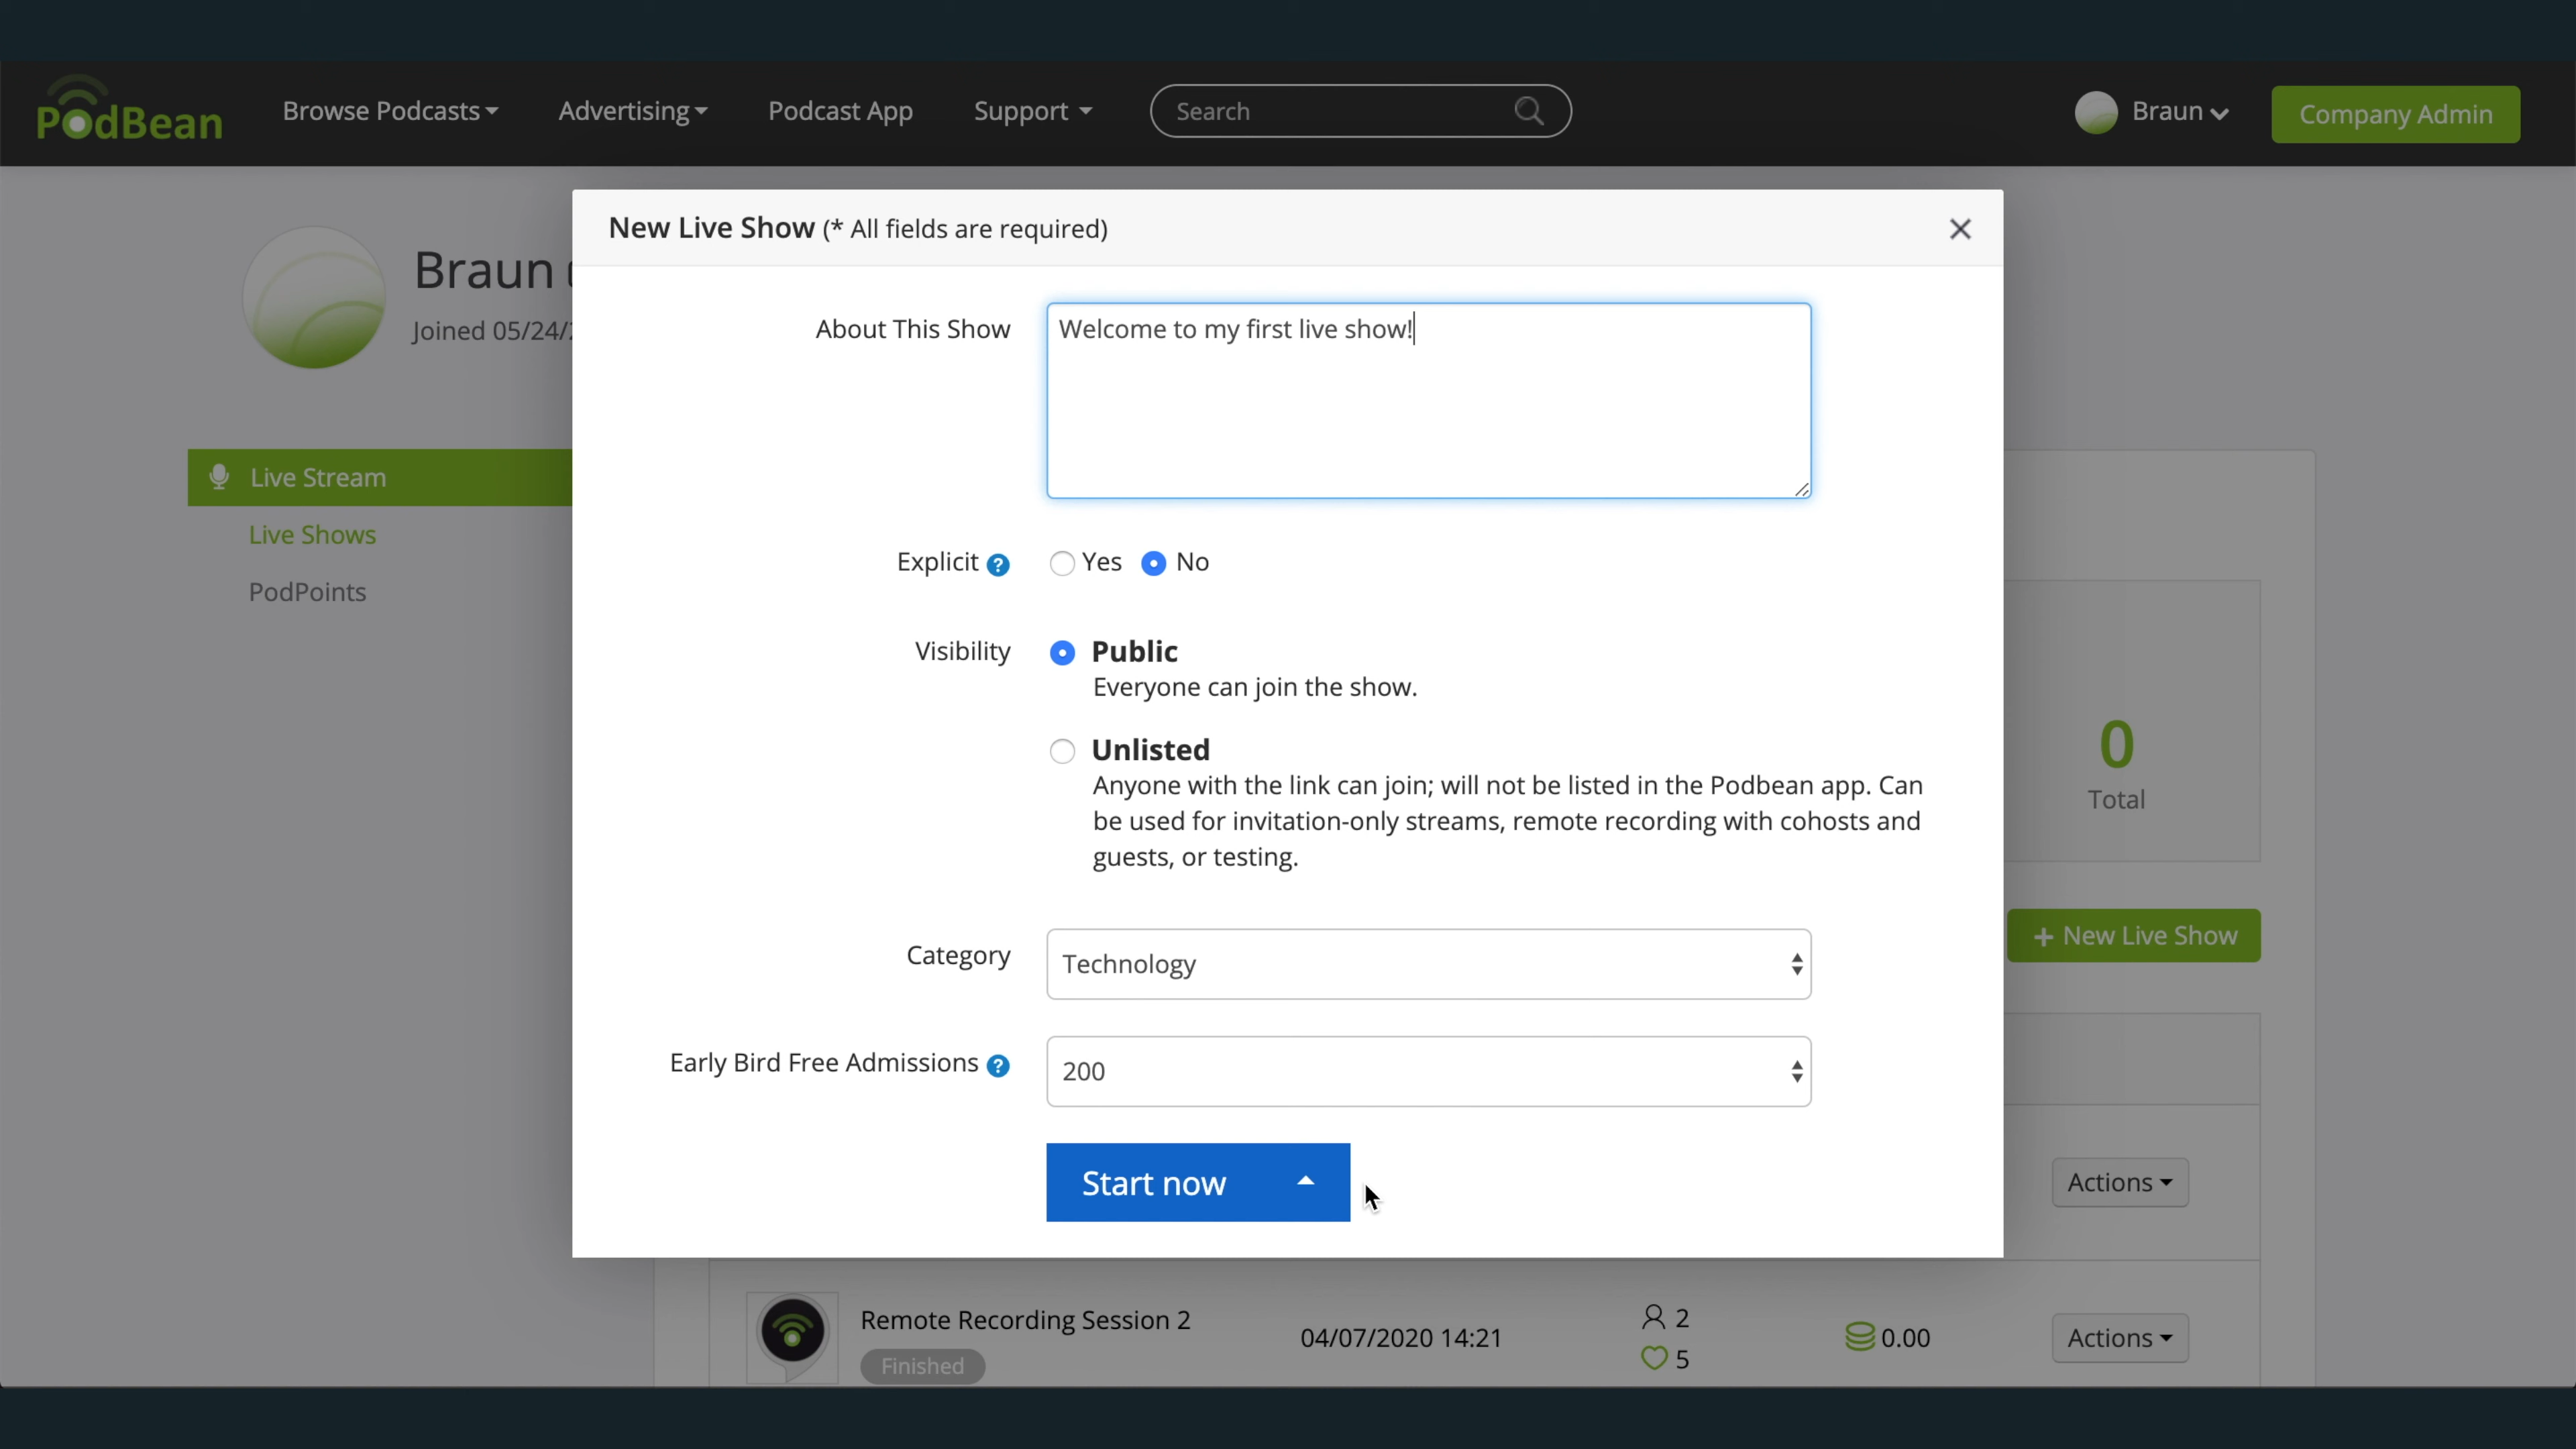 PodBean
Browse Podcasts
Advertising
Podcast App
Support
Search
Braun
Company Admin
New Live Show (* All fields are required)
Braun
Joined 05/24/
About This Show
Welcome to my first live show!
Live Stream
Live Shows
PodPoints
Explicit ?
Yes
No
Visibility
Public
Everyone can join the show.
Unlisted
Anyone with the link can join; will not be listed in the Podbean app. Can
be used for invitation-only streams, remote recording with cohosts and
guests, or testing.
0
Total
+ New Live Show
Category
Technology
Early Bird Free Admissions ?
200
Start now
Actions
Remote Recording Session 2
Finished
04/07/2020 14:21
2
5
0.00
Actions